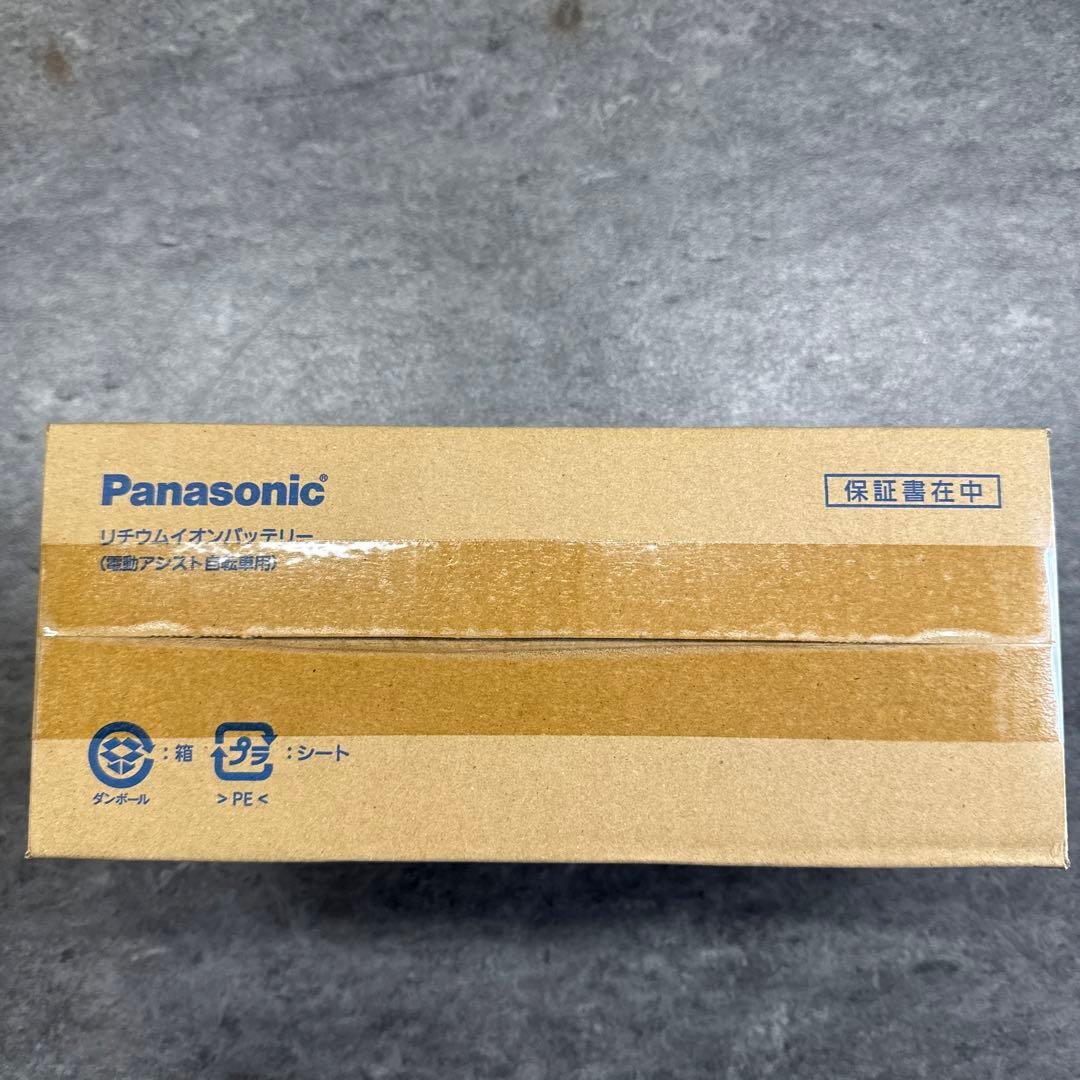 Panasonic®
保証書在中
リチウムイオンバッテリー
(電動アシスト自転車用)
:箱
プラ
:シート
ダンボール
>PE<